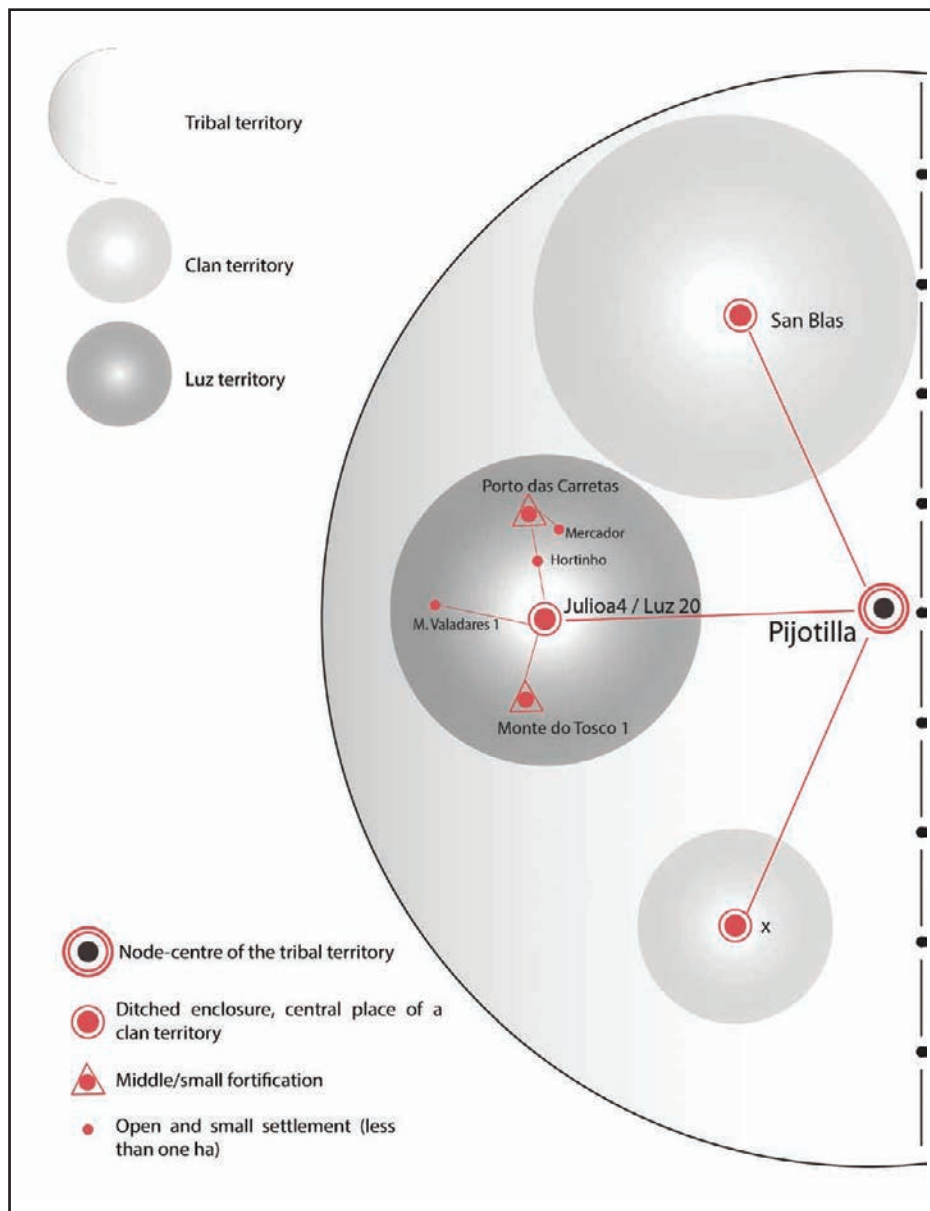 Tribal territory
Clan territory
Luz territory
San Blas
Porto das Carretas
Mercador
Hortinho
Julioa4 / Luz 20
M. Valadares 1
Pijotilla
Monte do Tosco 1
x
Node-centre of the tribal territory
Ditched enclosure, central place of a
clan territory
Middle/small fortification
Open and small settlement (less
than one ha)